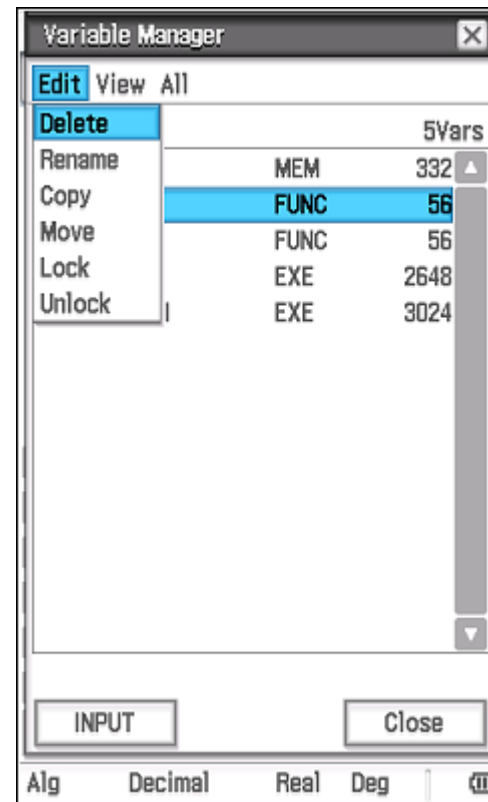 Variable Manager
Edit View All
Delete
5Vars
Rename
MEM 332
Copy
FUNC 56
Move
FUNC 56
Lock
EXE 2648
Unlock
EXE 3024
INPUT Close
Alg Decimal Real Deg